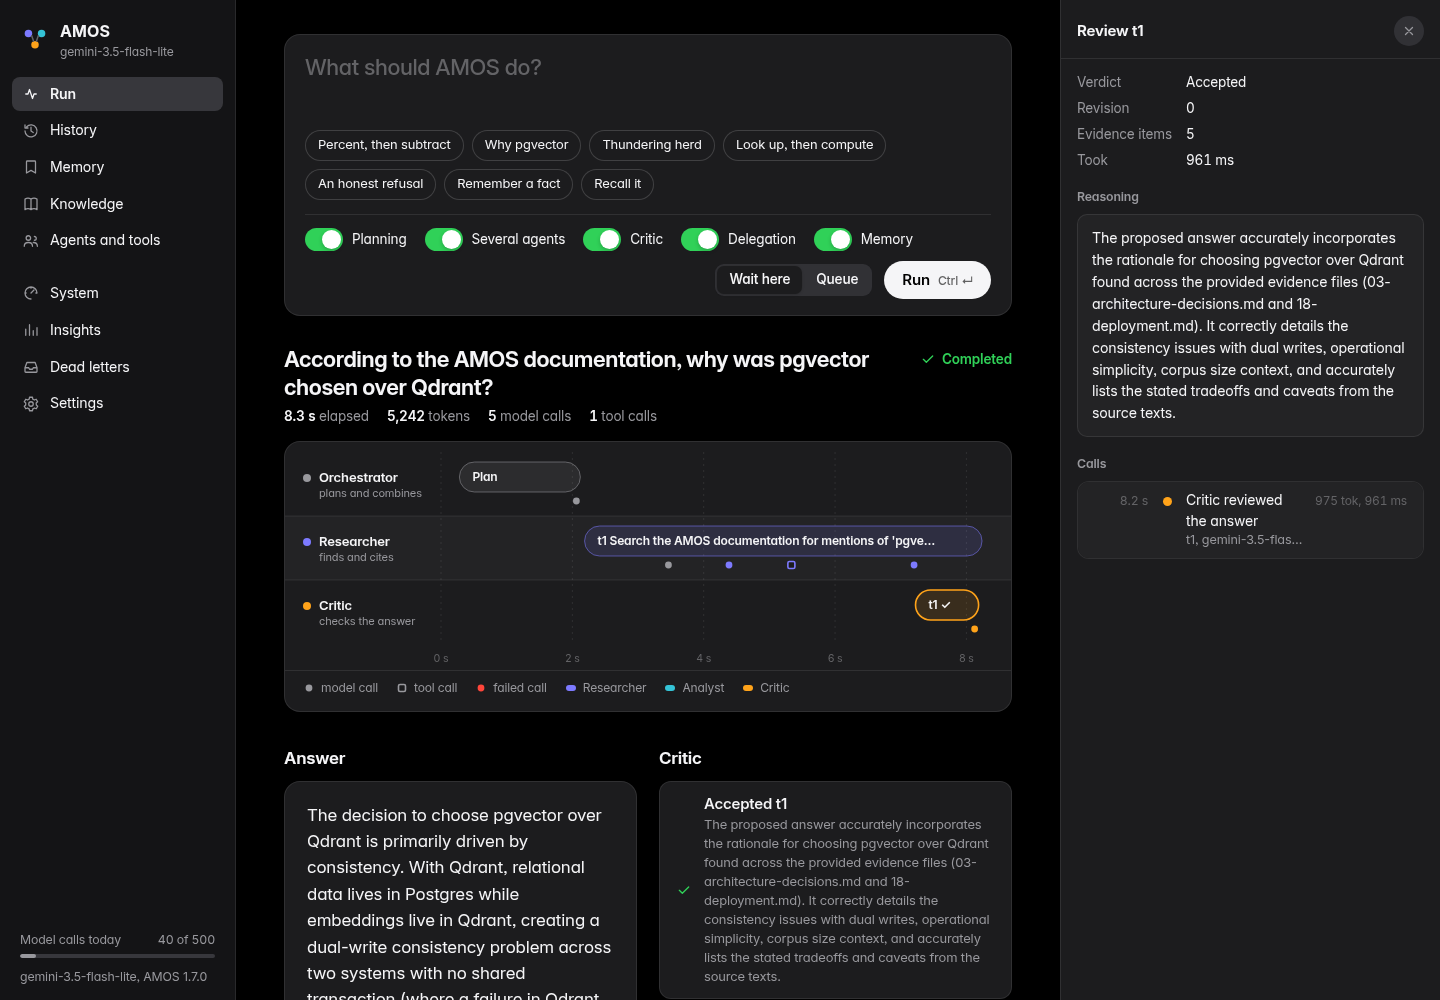 AMOS
gemini-3.5-flash-lite
Run
History
Memory
Knowledge
Agents and tools
System
Insights
Dead letters
Settings
Model calls today 40 of 500
gemini-3.5-flash-lite, AMOS 1.7.0
What should AMOS do?
Percent, then subtract Why pgvector Thundering herd Look up, then compute
An honest refusal Remember a fact Recall it
Planning Several agents Critic Delegation Memory
Wait here Queue Run Ctrl ↵
According to the AMOS documentation, why was pgvector
chosen over Qdrant?
✓ Completed
8.3 s elapsed 5,242 tokens 5 model calls 1 tool calls
Orchestrator
plans and combines
Plan
Researcher
finds and cites
t1 Search the AMOS documentation for mentions of 'pgve...
Critic
checks the answer
t1 ✓
0 s 2 s 4 s 6 s 8 s
model call tool call failed call Researcher Analyst Critic
Answer
The decision to choose pgvector over
Qdrant is primarily driven by
consistency. With Qdrant, relational
data lives in Postgres while
embeddings live in Qdrant, creating a
dual-write consistency problem across
two systems with no shared
transaction (where a failure in Qdrant
Critic
Accepted t1
The proposed answer accurately incorporates
the rationale for choosing pgvector over Qdrant
found across the provided evidence files (03-
architecture-decisions.md and 18-
deployment.md). It correctly details the
consistency issues with dual writes, operational
simplicity, corpus size context, and accurately
lists the stated tradeoffs and caveats from the
source texts.
Review t1
Verdict Accepted
Revision 0
Evidence items 5
Took 961 ms
Reasoning
The proposed answer accurately incorporates
the rationale for choosing pgvector over Qdrant
found across the provided evidence files (03-
architecture-decisions.md and 18-
deployment.md). It correctly details the
consistency issues with dual writes, operational
simplicity, corpus size context, and accurately
lists the stated tradeoffs and caveats from the
source texts.
Calls
8.2 s Critic reviewed 975 tok, 961 ms
the answer
t1, gemini-3.5-flas...